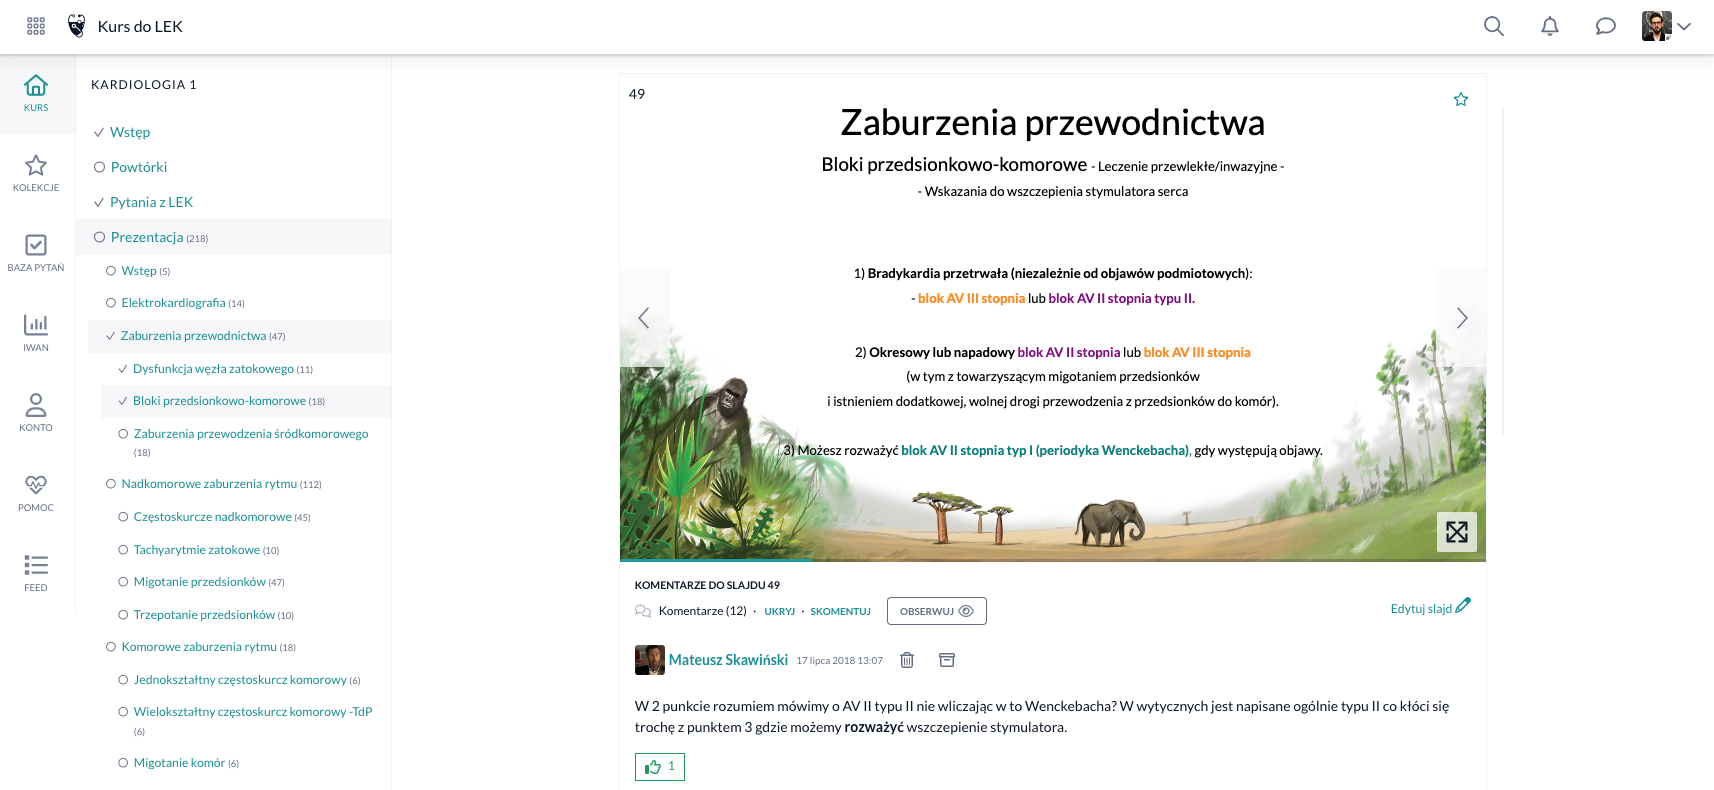 Kurs do LEK
KURS
KOLEKCJE
BAZA PYTAŃ
IWAN
KONTO
POMOC
FEED
KARDIOLOGIA 1
Wstęp
Powtórki
Pytania z LEK
Prezentacja (218)
Wstęp (5)
Elektrokardiografia (14)
Zaburzenia przewodnictwa (47)
Dysfunkcja węzła zatokowego (11)
Bloki przedsionkowo-komorowe (18)
Zaburzenia przewodzenia śródkomorowego
(18)
Nadkomorowe zaburzenia rytmu (112)
Częstoskurcze nadkomorowe (45)
Tachyarytmie zatokowe (10)
Migotanie przedsionków (47)
Trzepotanie przedsionków (10)
Komorowe zaburzenia rytmu (18)
Jednokształtny częstoskurcz komorowy (6)
Wielokształtny częstoskurcz komorowy -TdP
(6)
Migotanie komór (6)
49
Zaburzenia przewodnictwa
Bloki przedsionkowo-komorowe - Leczenie przewlekłe/inwazyjne -
- Wskazania do wszczepienia stymulatora serca
1) Bradykardia przetrwała (niezależnie od objawów podmiotowych):
- blok AV III stopnia lub blok AV II stopnia typu II.
2) Okresowy lub napadowy blok AV II stopnia lub blok AV III stopnia
(w tym z towarzyszącym migotaniem przedsionków
i istnieniem dodatkowej, wolnej drogi przewodzenia z przedsionków do komór).
3) Możesz rozważyć blok AV II stopnia typ I (periodyka Wenckebacha), gdy występują objawy.
KOMENTARZE DO SLAJDU 49
Komentarze (12) · UKRYJ · SKOMENTUJ OBSERWUJ
Edytuj slajd
Mateusz Skawiński 17 lipca 2018 13:07
W 2 punkcie rozumiem mówimy o AV II typu II nie wliczając w to Wenckebacha? W wytycznych jest napisane ogólnie typu II co kłóci się
trochę z punktem 3 gdzie możemy rozważyć wszczepienie stymulatora.
1